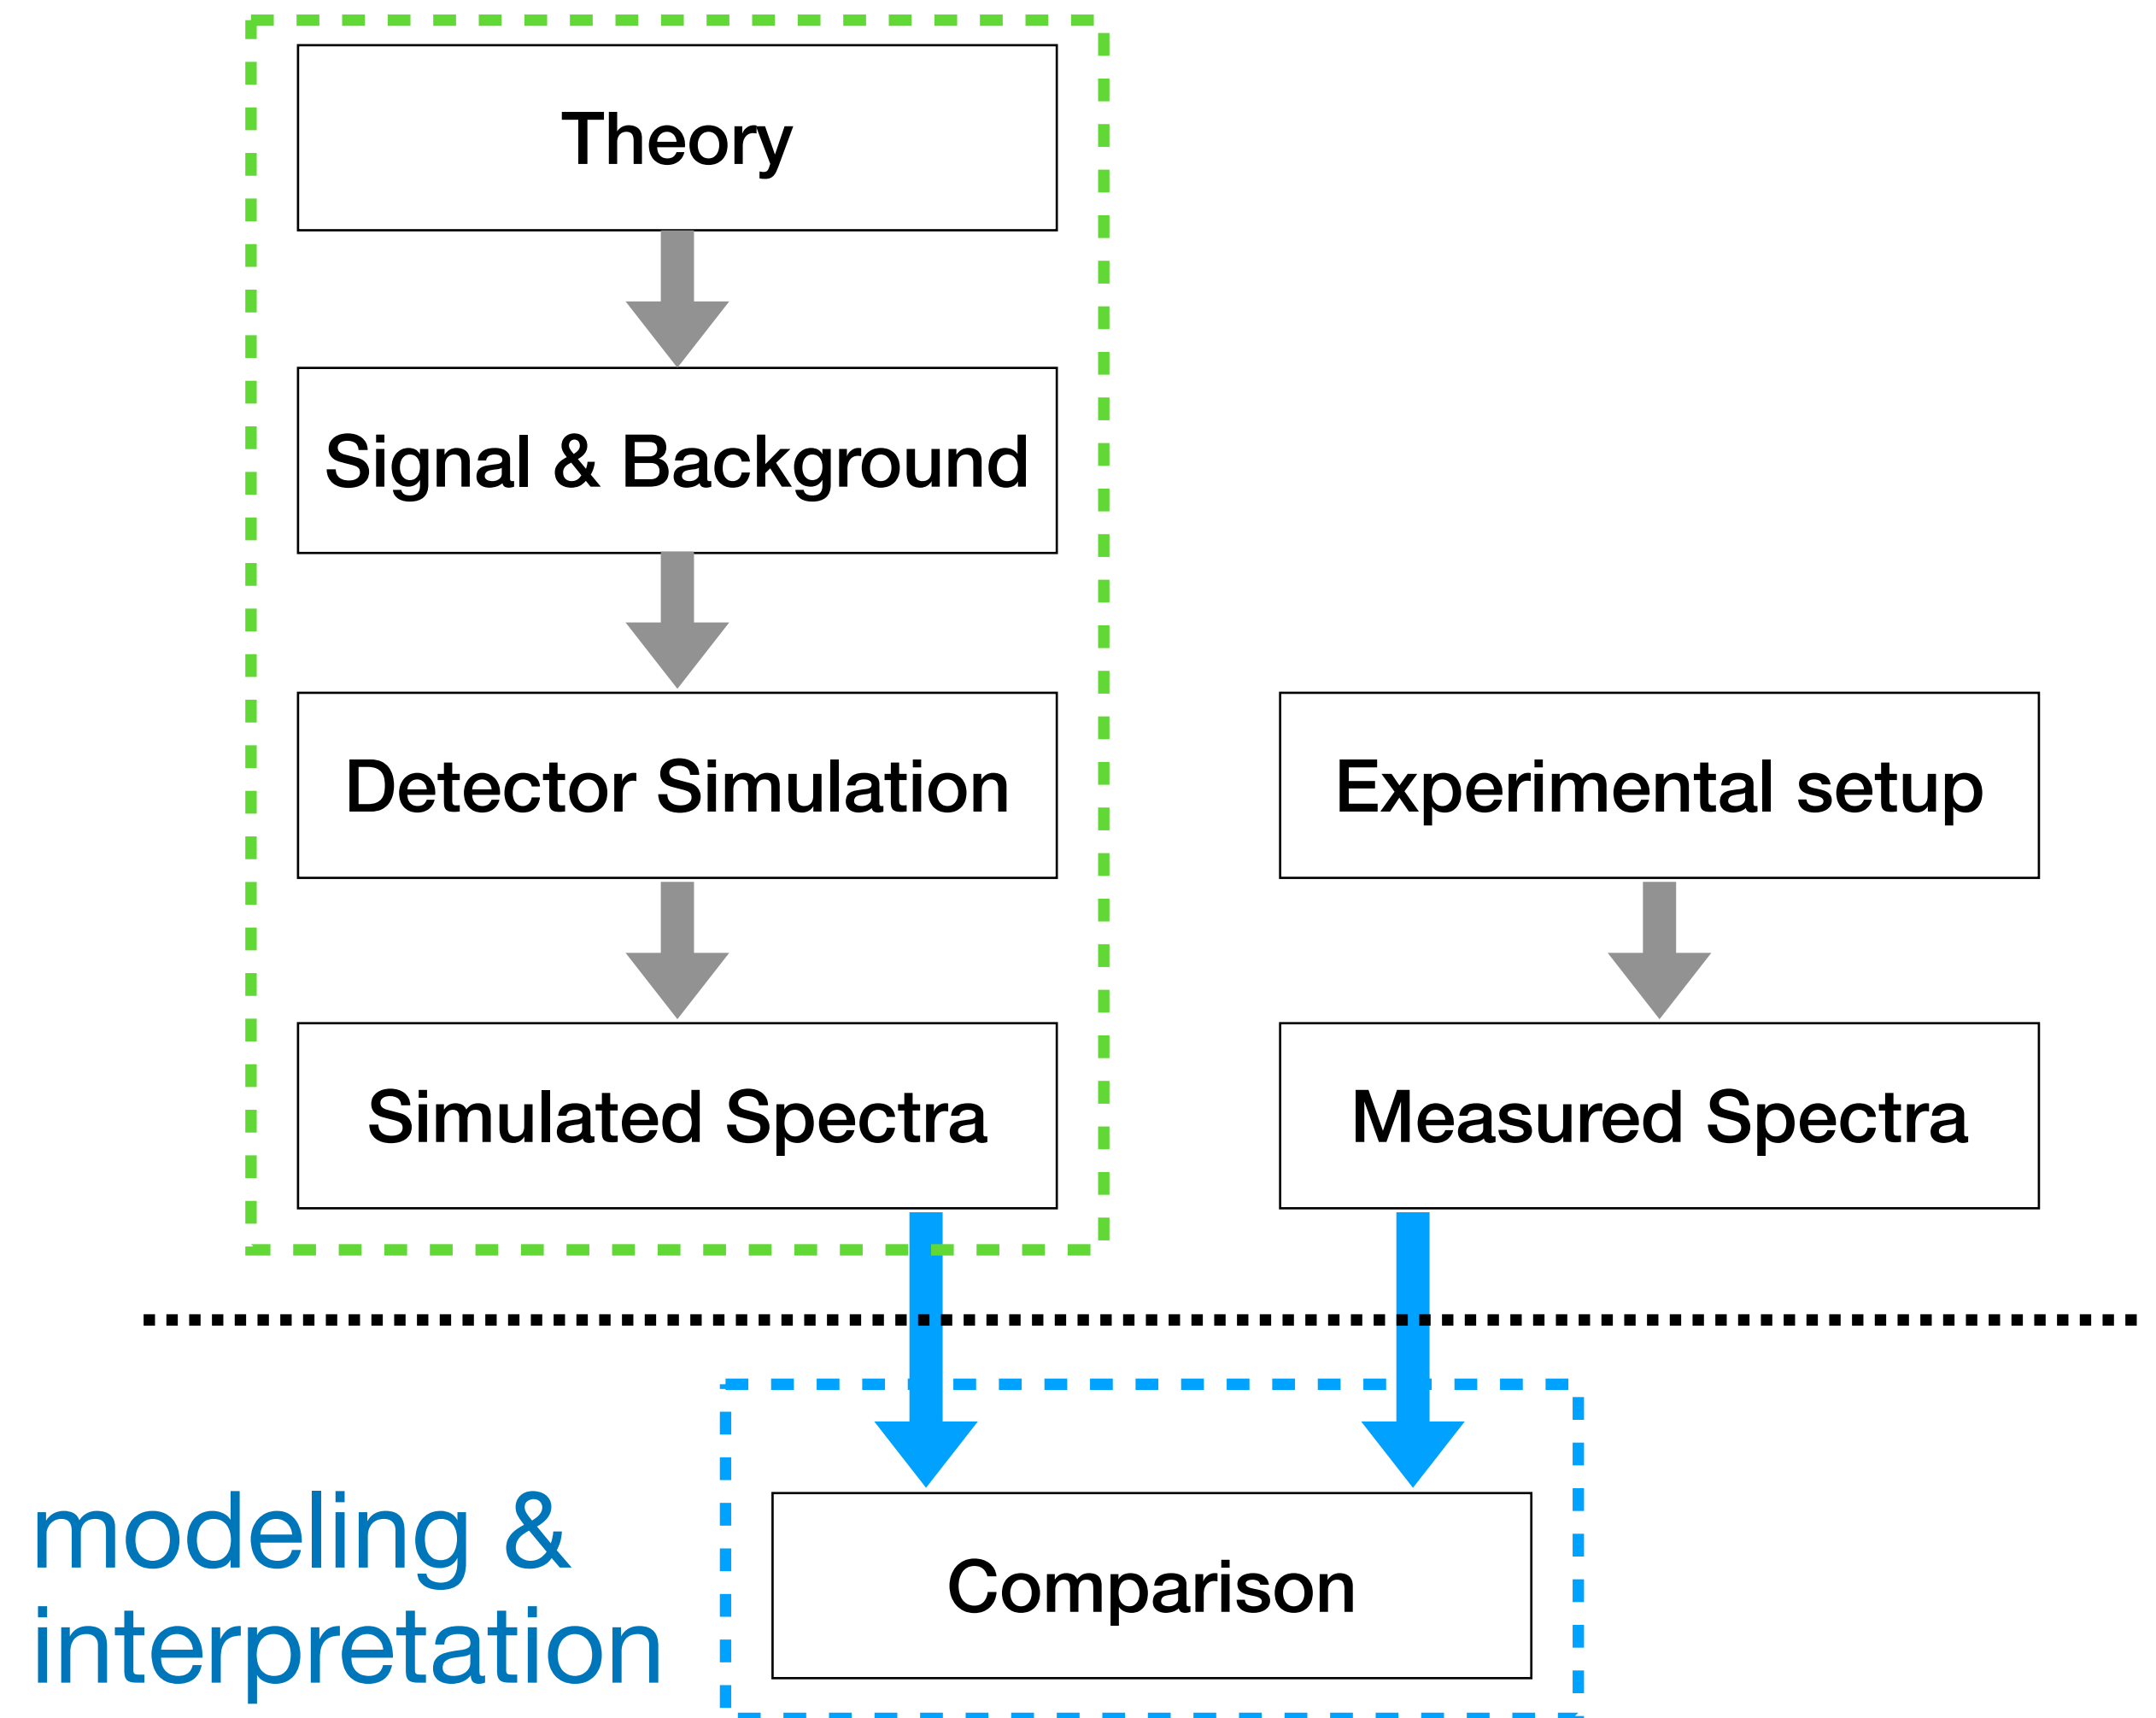 Theory
Signal & Background
Detector Simulation
Experimental setup
Simulated Spectra
Measured Spectra
modeling &
interpretation
Comparison